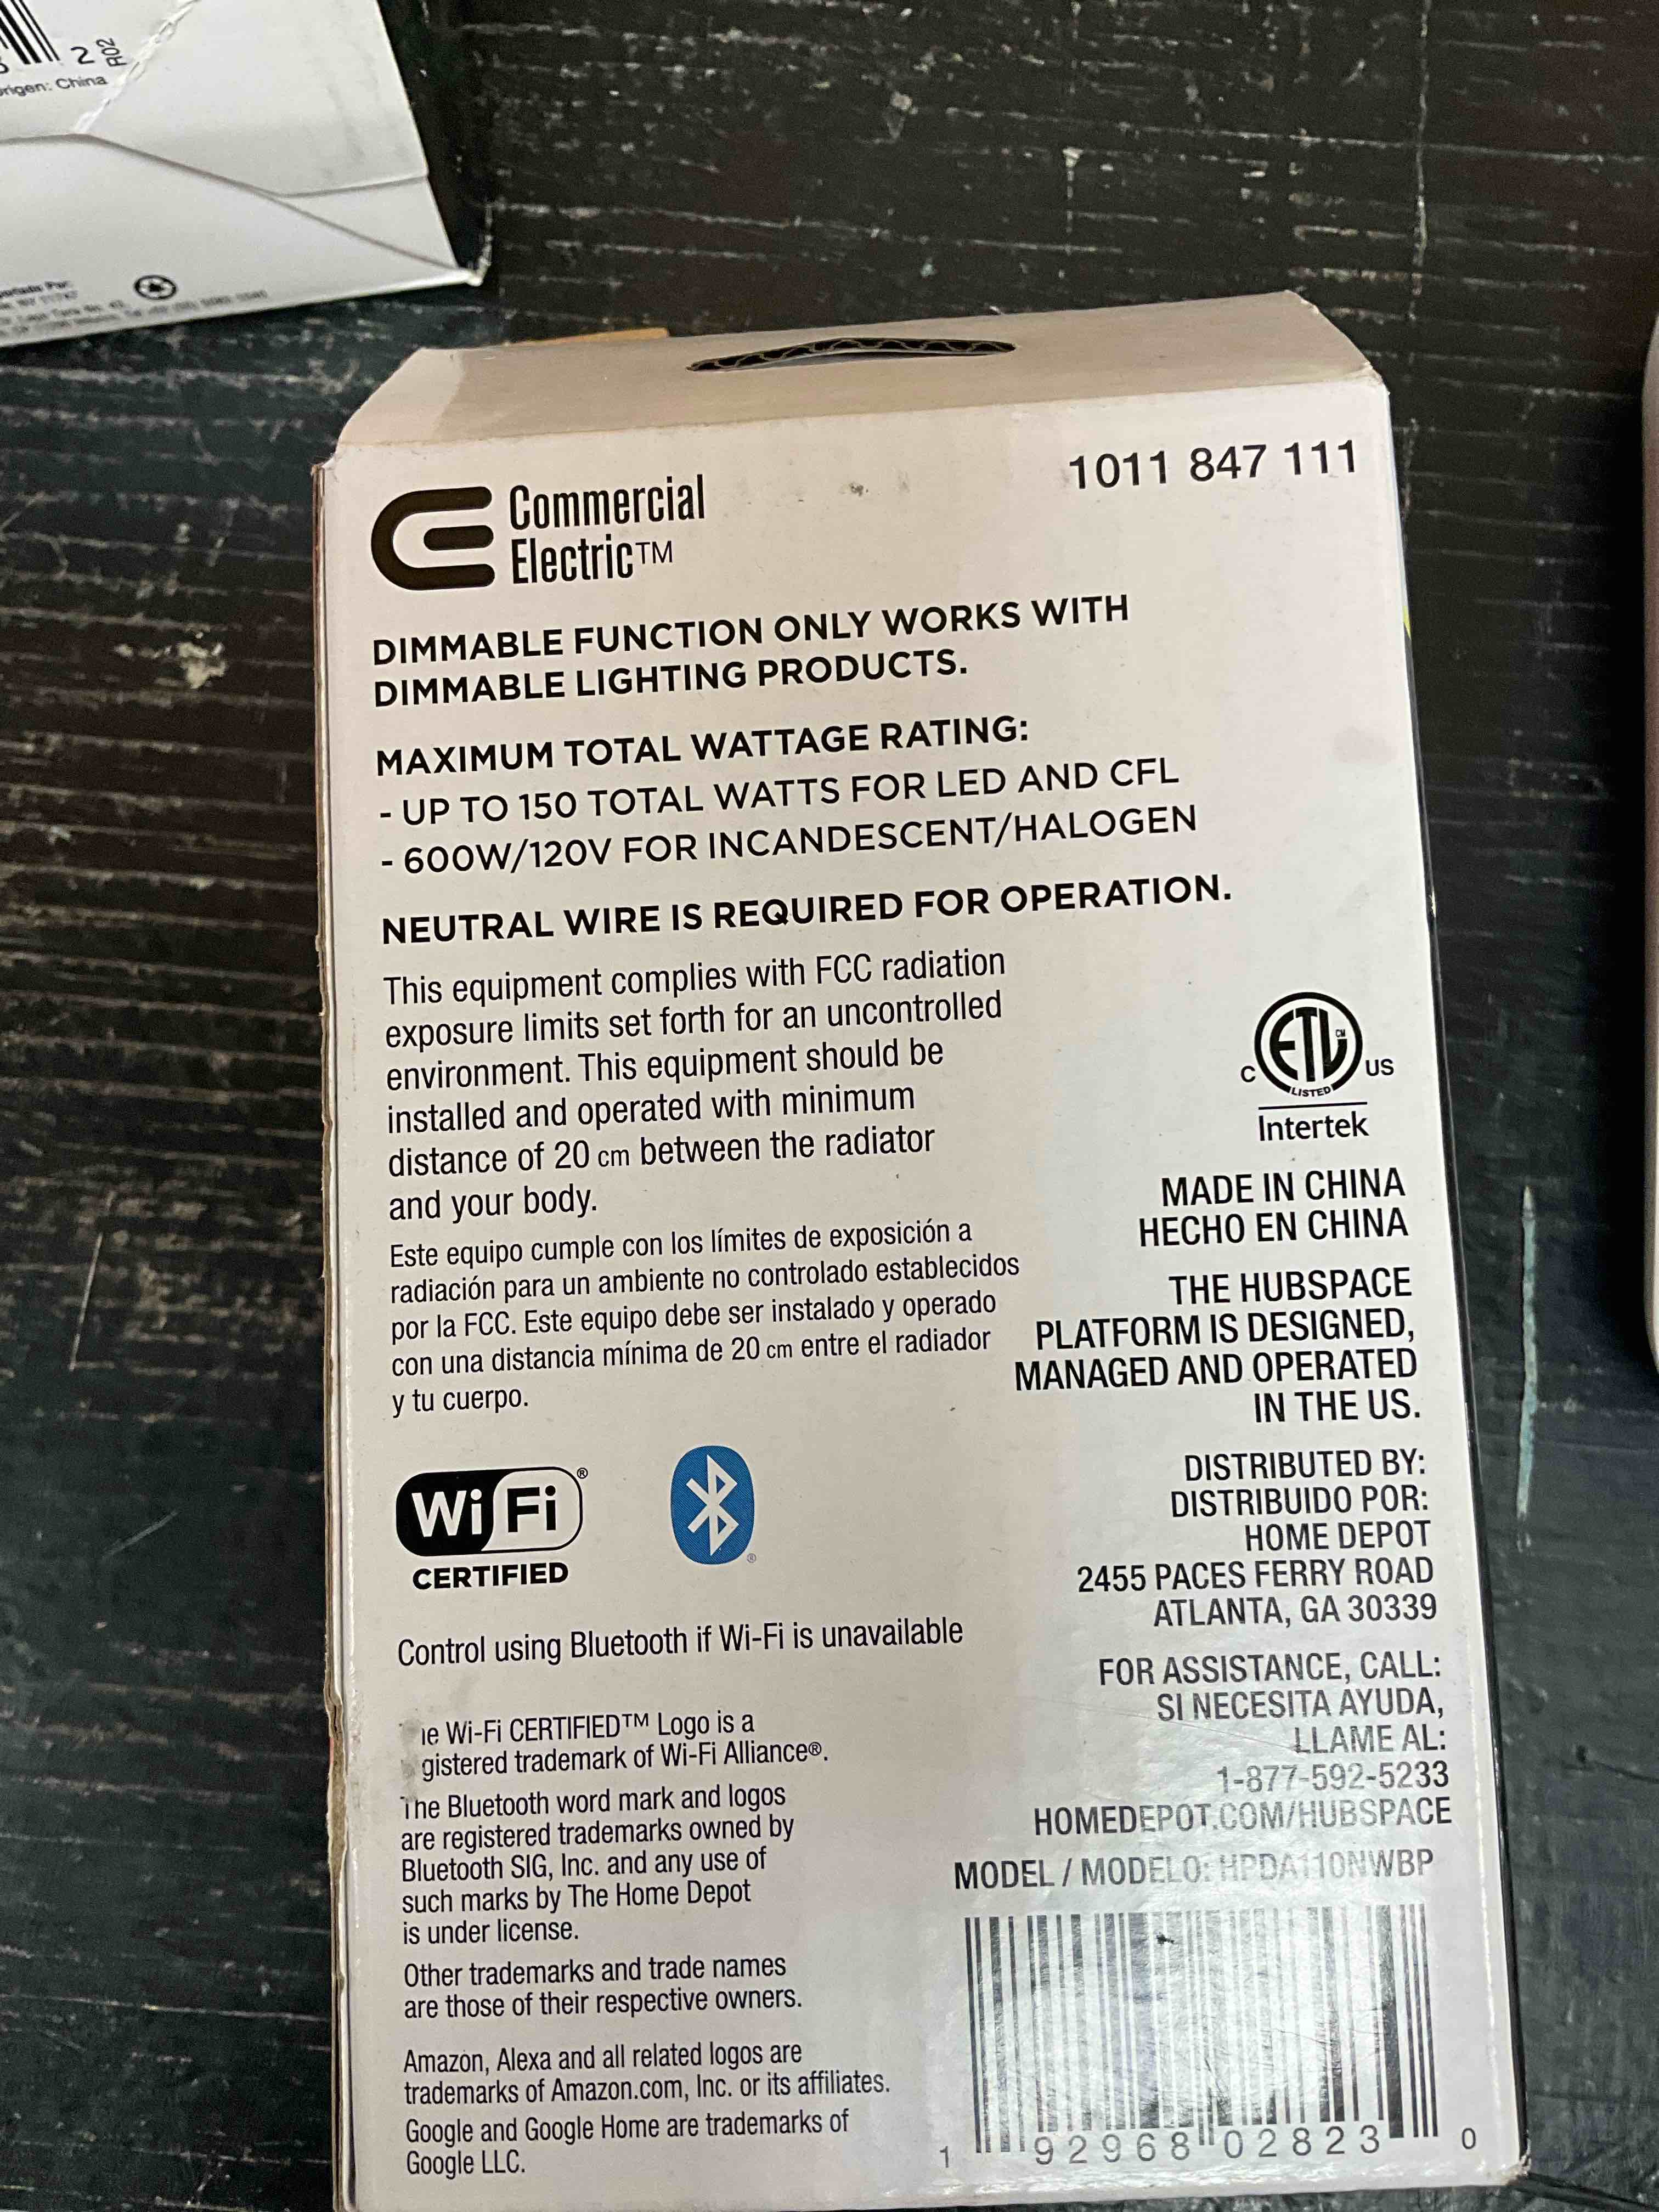 2
R02
Origen: China
1011 847 111
Commercial
Electric™
DIMMABLE FUNCTION ONLY WORKS WITH
DIMMABLE LIGHTING PRODUCTS.
MAXIMUM TOTAL WATTAGE RATING:
- UP TO 150 TOTAL WATTS FOR LED AND CFL
- 600W/120V FOR INCANDESCENT/HALOGEN
NEUTRAL WIRE IS REQUIRED FOR OPERATION.
This equipment complies with FCC radiation
exposure limits set forth for an uncontrolled
environment. This equipment should be
installed and operated with minimum
distance of 20 cm between the radiator
and your body.
Este equipo cumple con los límites de exposición a
radiación para un ambiente no controlado establecidos
por la FCC. Este equipo debe ser instalado y operado
con una distancia mínima de 20 cm entre el radiador
y tu cuerpo.
WiFi®
CERTIFIED
®
Control using Bluetooth if Wi-Fi is unavailable
ie Wi-Fi CERTIFIED™ Logo is a
gistered trademark of Wi-Fi Alliance®.
The Bluetooth word mark and logos
are registered trademarks owned by
Bluetooth SIG, Inc. and any use of
such marks by The Home Depot
is under license.
Other trademarks and trade names
are those of their respective owners.
Amazon, Alexa and all related logos are
trademarks of Amazon.com, Inc. or its affiliates.
Google and Google Home are trademarks of
Google LLC.
C ETL CM US
LISTED
Intertek
MADE IN CHINA
HECHO EN CHINA
THE HUBSPACE
PLATFORM IS DESIGNED,
MANAGED AND OPERATED
IN THE US.
DISTRIBUTED BY:
DISTRIBUIDO POR:
HOME DEPOT
2455 PACES FERRY ROAD
ATLANTA, GA 30339
FOR ASSISTANCE, CALL:
SI NECESITA AYUDA,
LLAME AL:
1-877-592-5233
HOMEDEPOT.COM/HUBSPACE
MODEL / MODELO: HPDA110NWBP
1 92968 02823 0